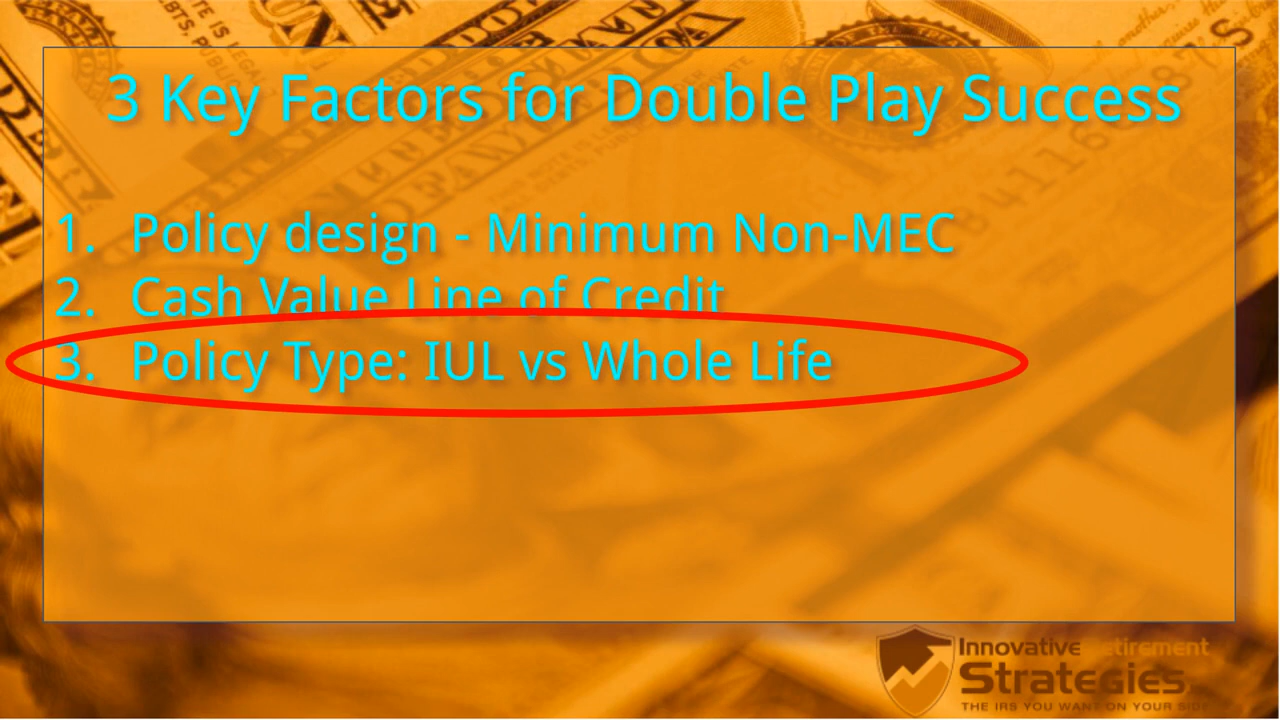 3 Key Factors for Double Play Success
1. Policy design - Minimum Non-MEC
2. Cash Value Line of Credit
3. Policy Type: IUL vs Whole Life
Innovative Retirement
Strategies
THE IRS YOU WANT ON YOUR SIDE